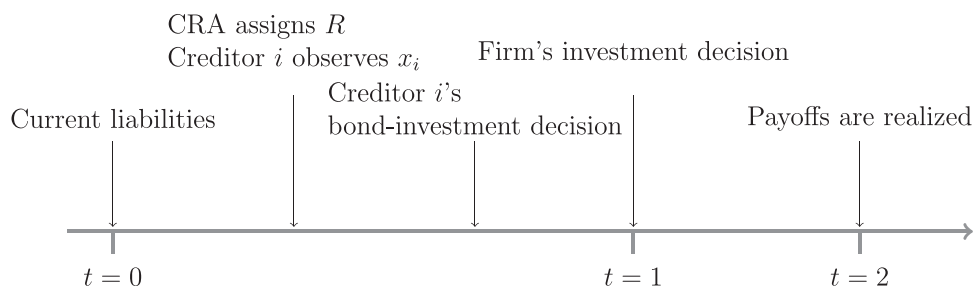 CRA assigns R
Creditor i observes x_i
Firm's investment decision
Creditor i's
bond-investment decision
Current liabilities
Payoffs are realized
t = 0
t = 1
t = 2